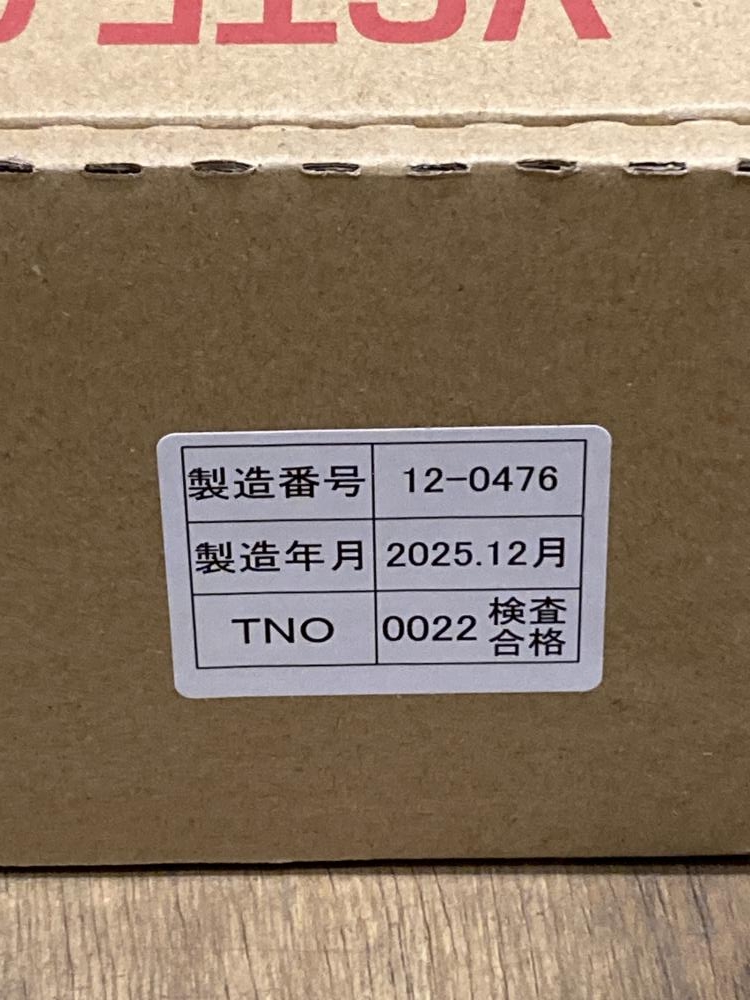 製造番号 12-0476
製造年月 2025.12月
TNO 0022 検査
合格